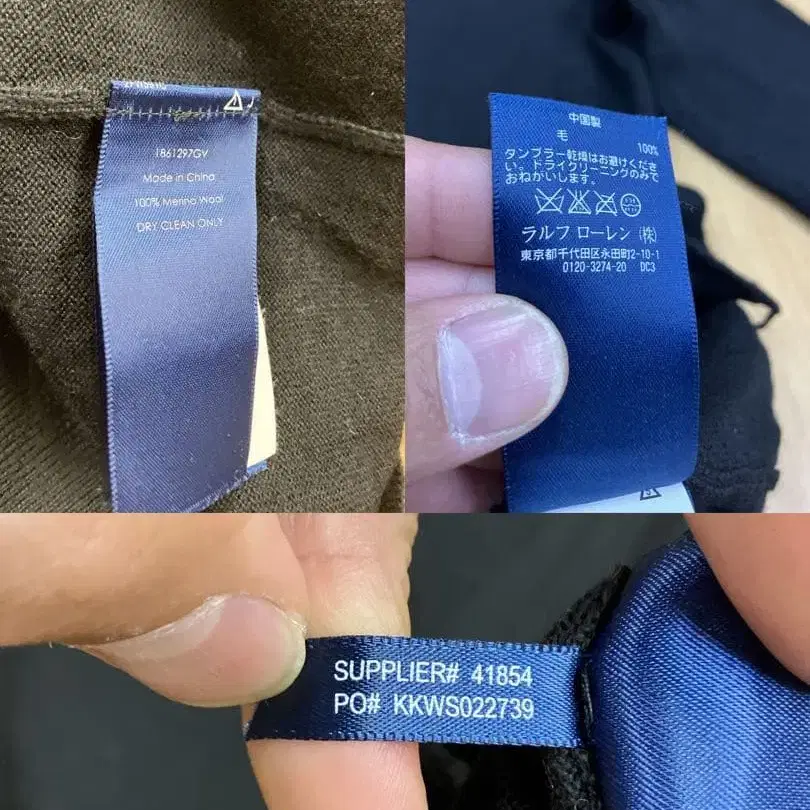 1861297GV
Made in China
100% Merino Wool
DRY CLEAN ONLY
中国製
毛 100%
タンブラー乾燥はお避けくださ
い。ドライクリーニングのみで
おねがいします。
ラルフ ローレン (株)
東京都千代田区永田町2-10-1
0120-3274-20 DC3
SUPPLIER# 41854
PO# KKWS022739